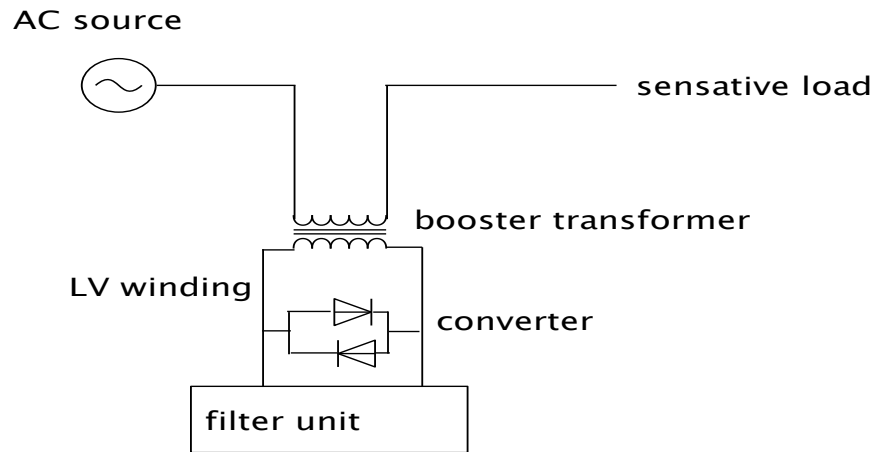 AC source
sensative load
booster transformer
LV winding
converter
filter unit